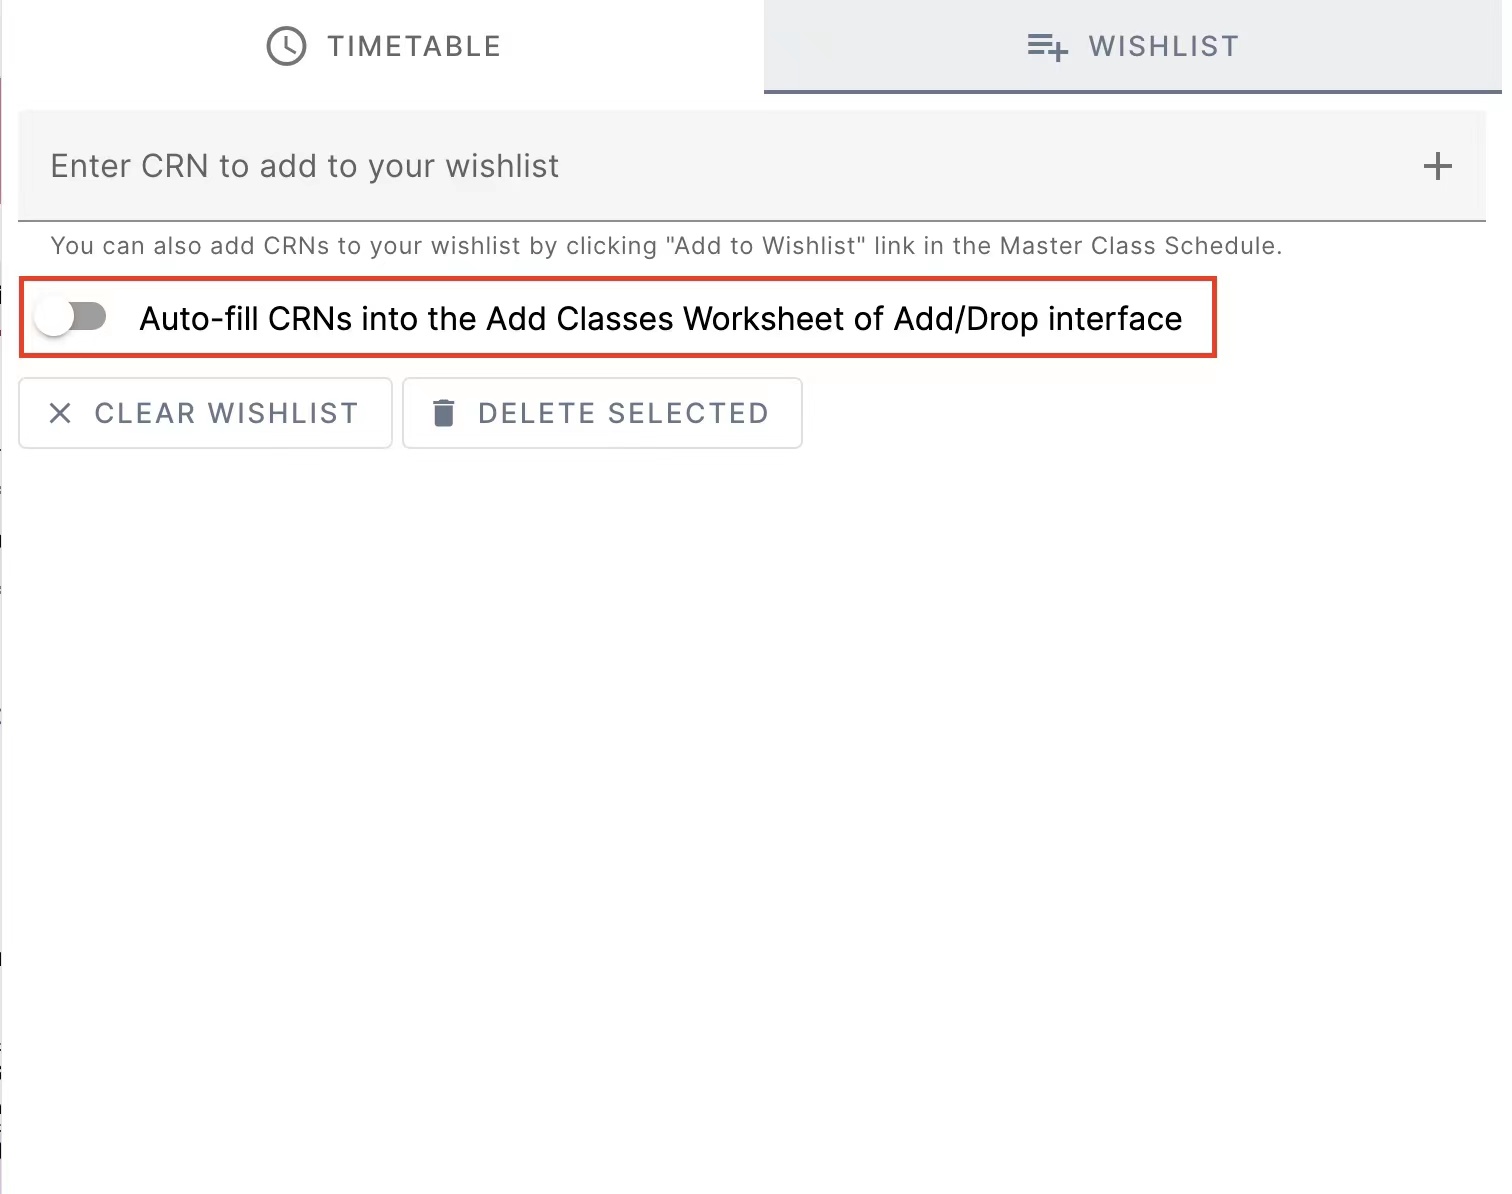 TIMETABLE
WISHLIST
Enter CRN to add to your wishlist
You can also add CRNs to your wishlist by clicking "Add to Wishlist" link in the Master Class Schedule.
Auto-fill CRNs into the Add Classes Worksheet of Add/Drop interface
CLEAR WISHLIST
DELETE SELECTED